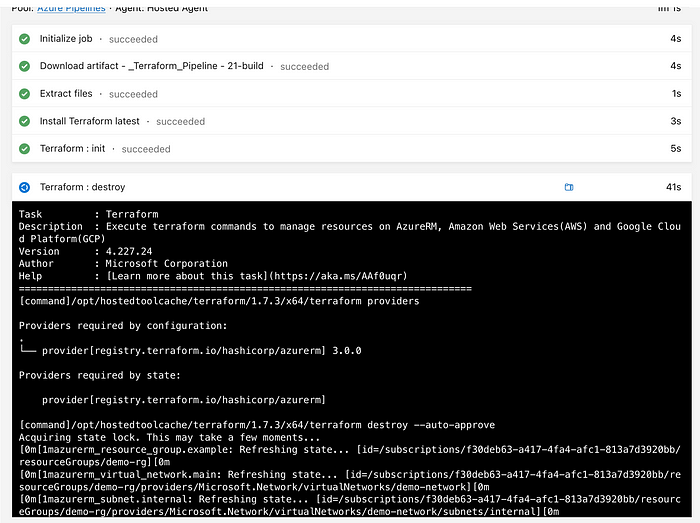 Pool: Azure Pipelines · Agent: Hosted Agent 1m 1s
Initialize job · succeeded 4s
Download artifact - _Terraform_Pipeline - 21-build · succeeded 4s
Extract files · succeeded 1s
Install Terraform latest · succeeded 3s
Terraform : init · succeeded 5s
Terraform : destroy 41s
Task : Terraform
Description : Execute terraform commands to manage resources on AzureRM, Amazon Web Services(AWS) and Google Clou
d Platform(GCP)
Version : 4.227.24
Author : Microsoft Corporation
Help : [Learn more about this task](https://aka.ms/AAf0uqr)
==============================================================================
[command]/opt/hostedtoolcache/terraform/1.7.3/x64/terraform providers
Providers required by configuration:
.
└── provider[registry.terraform.io/hashicorp/azurerm] 3.0.0
Providers required by state:
provider[registry.terraform.io/hashicorp/azurerm]
[command]/opt/hostedtoolcache/terraform/1.7.3/x64/terraform destroy --auto-approve
Acquiring state lock. This may take a few moments...
[0m[1mazurerm_resource_group.example: Refreshing state... [id=/subscriptions/f30deb63-a417-4fa4-afc1-813a7d3920bb/
resourceGroups/demo-rg][0m
[0m[1mazurerm_virtual_network.main: Refreshing state... [id=/subscriptions/f30deb63-a417-4fa4-afc1-813a7d3920bb/re
sourceGroups/demo-rg/providers/Microsoft.Network/virtualNetworks/demo-network][0m
[0m[1mazurerm_subnet.internal: Refreshing state... [id=/subscriptions/f30deb63-a417-4fa4-afc1-813a7d3920bb/resourc
eGroups/demo-rg/providers/Microsoft.Network/virtualNetworks/demo-network/subnets/internal][0m